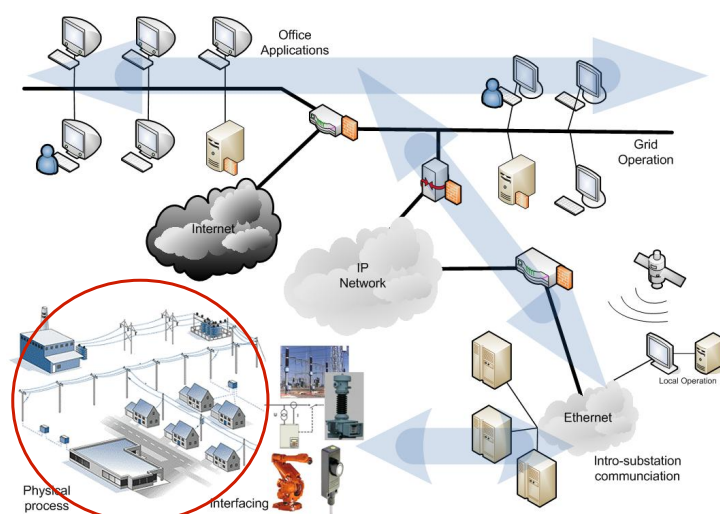 Office
Applications
Grid
Operation
Internet
IP
Network
Local Operation
Ethernet
Intro-substation
communciation
Physical
process
Interfacing